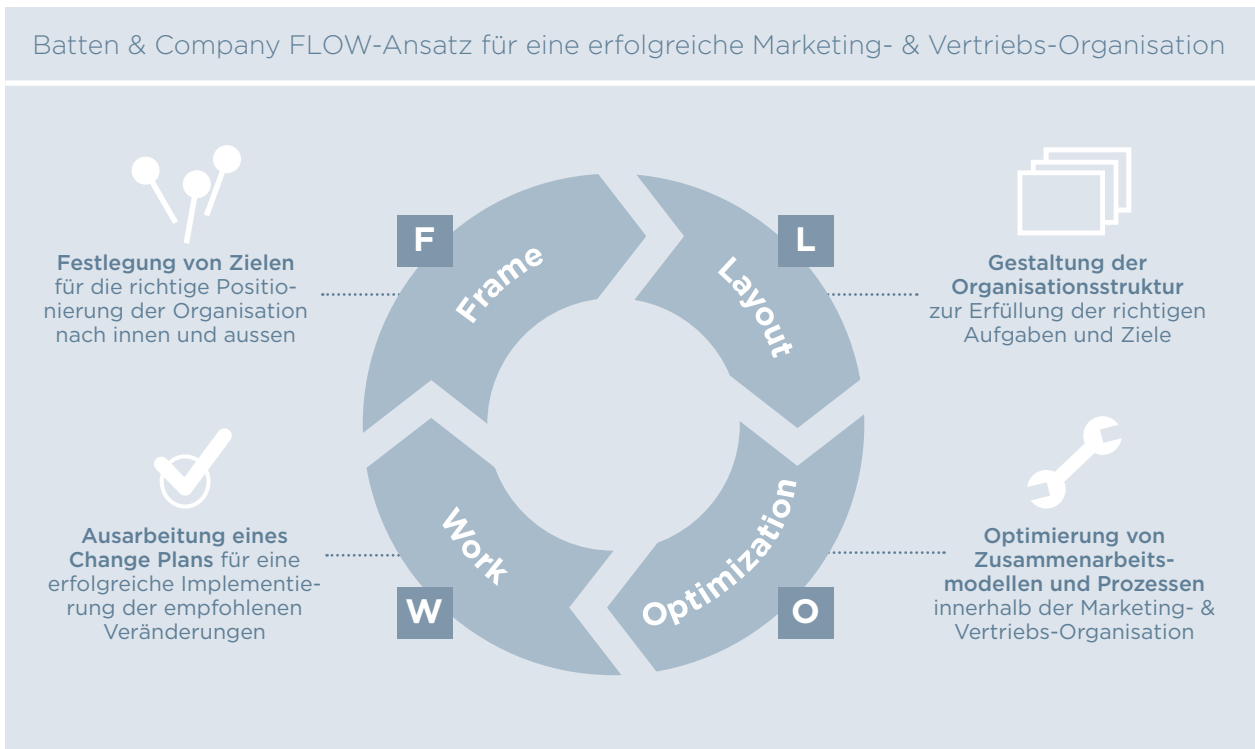 Batten & Company FLOW-Ansatz für eine erfolgreiche Marketing- & Vertriebs-Organisation
F
Frame
Festlegung von Zielen
für die richtige Positio-
nierung der Organisation
nach innen und aussen
L
Layout
Gestaltung der
Organisationsstruktur
zur Erfüllung der richtigen
Aufgaben und Ziele
O
Optimization
Optimierung von
Zusammenarbeits-
modellen und Prozessen
innerhalb der Marketing- &
Vertriebs-Organisation
W
Work
Ausarbeitung eines
Change Plans für eine
erfolgreiche Implementie-
rung der empfohlenen
Veränderungen